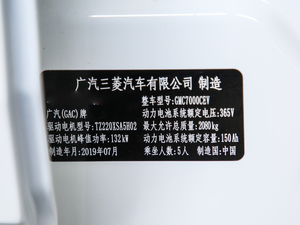 广汽三菱汽车有限公司 制造
整车型号:GMC7000CEV
广汽(GAC)牌 动力电池系统额定电压:365V
驱动电机型号:TZ220XSA5H02 最大允许总质量:2080kg
驱动电机峰值功率:132kW 动力电池系统额定容量:150Ah
制造年月:2019年07月 乘坐人数:5人 制造国:中国